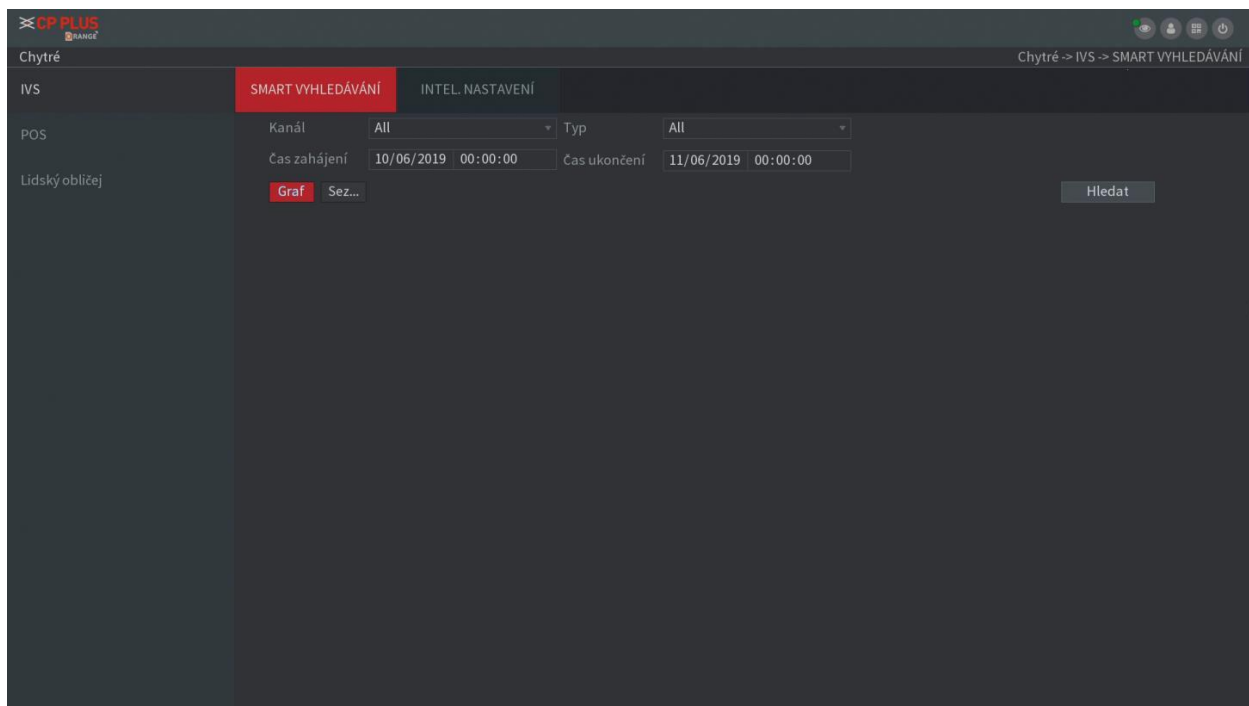 CP PLUS
ORANGE
Chytré
Chytré -> IVS -> SMART VYHLEDÁVÁNÍ
IVS
SMART VYHLEDÁVÁNÍ
INTEL. NASTAVENÍ
POS
Lidský obličej
Kanál All Typ All
Čas zahájení 10/06/2019 00:00:00 Čas ukončení 11/06/2019 00:00:00
Graf Sez... Hledat